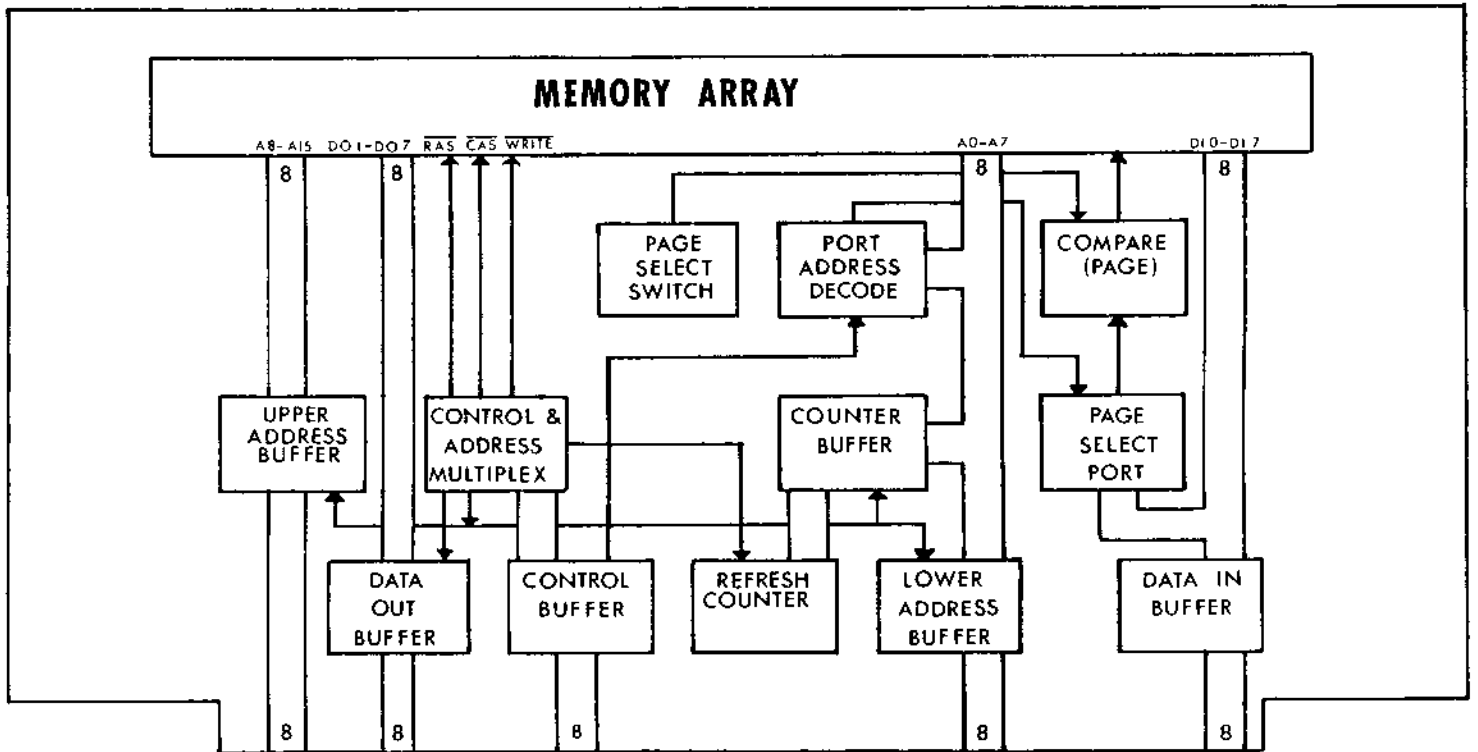 MEMORY ARRAY
A8-A15 DO1-DO7 RAS CAS WRITE A0-A7 DI0-DI7
8 8 8 8
PAGE
SELECT
SWITCH
PORT
ADDRESS
DECODE
COMPARE
(PAGE)
UPPER
ADDRESS
BUFFER
CONTROL &
ADDRESS
MULTIPLEX
COUNTER
BUFFER
PAGE
SELECT
PORT
DATA
OUT
BUFFER
CONTROL
BUFFER
REFRESH
COUNTER
LOWER
ADDRESS
BUFFER
DATA IN
BUFFER
8 8 8 8 8